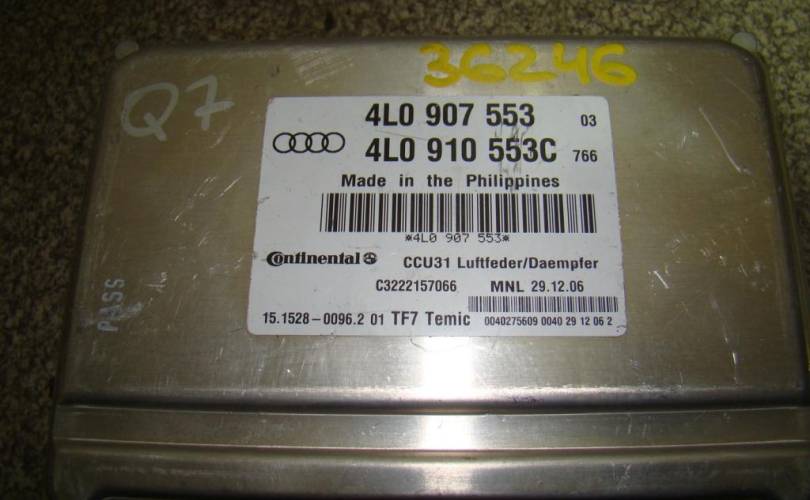 36246
Q7
4L0 907 553 03
4L0 910 553C 766
Made in the Philippines
*4L0 907 553*
Continental CCU31 Luftfeder/Daempfer
C3222157066 MNL 29.12.06
15.1528-0096.2 01 TF7 Temic 0040275609 0040 29 12 06 2
PASS